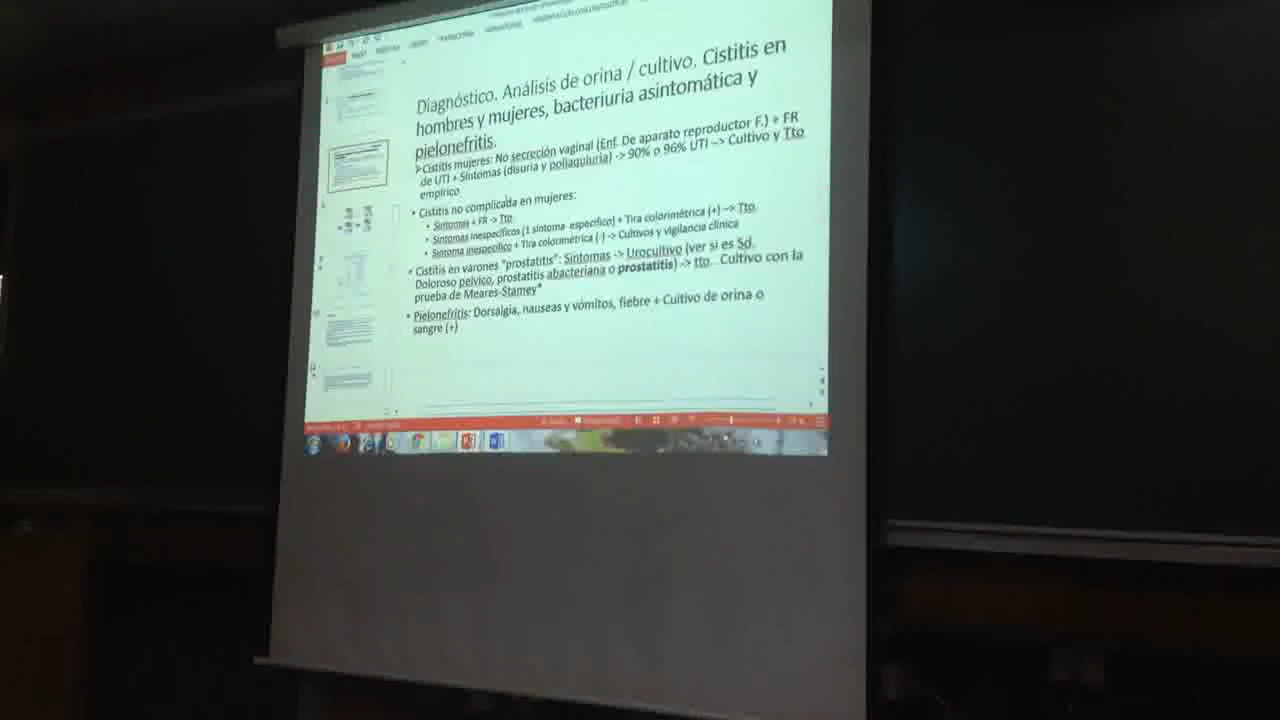 Diagnóstico. Análisis de orina / cultivo. Cistitis en
hombres y mujeres, bacteriuria asintomática y
pielonefritis.
Cistitis mujeres: No secreción vaginal (Enf. De aparato reproductor F.) + FR
de UTI + Síntomas (disuria y poliaquiuria) -> 90% o 96% UTI –> Cultivo y Tto
empírico
• Cistitis no complicada en mujeres:
• Síntomas + FR -> Tto
• Síntomas inespecíficos (1 síntoma específico) + Tira colorimétrica (+) –> Tto.
• Síntoma inespecífico + Tira colorimétrica (-) -> Cultivos y vigilancia clínica
• Cistitis en varones "prostatitis": Síntomas -> Urocultivo (ver si es Sd.
Doloroso pelvico, prostatitis abacteriana o prostatitis) -> tto. Cultivo con la
prueba de Meares-Stamey*
• Pielonefritis: Dorsalgia, nauseas y vómitos, fiebre + Cultivo de orina o
sangre (+)